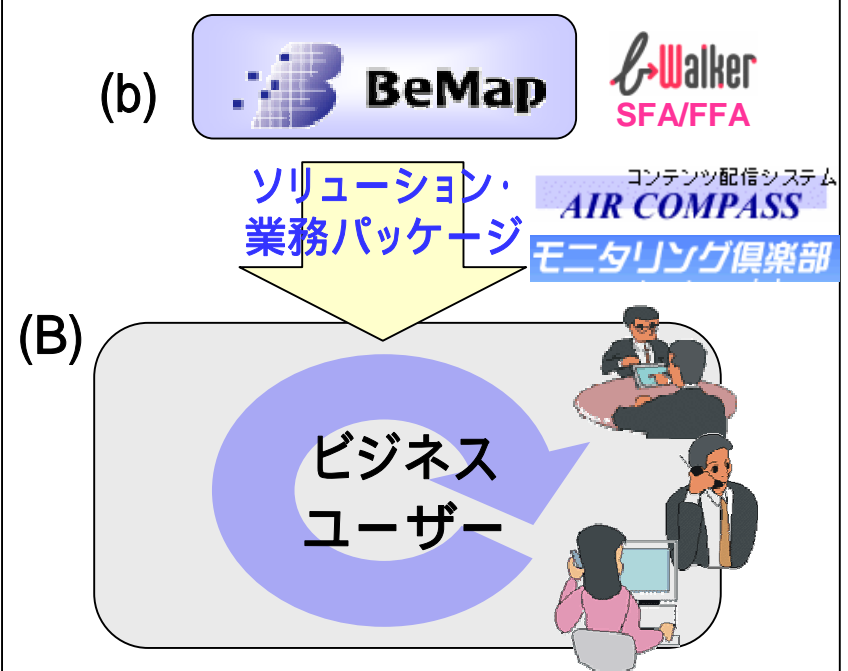 (b)
BeMap
b-Walker
SFA/FFA
ソリューション・
業務パッケージ
コンテンツ配信システム
AIR COMPASS
モニタリング倶楽部
(B)
ビジネス
ユーザー